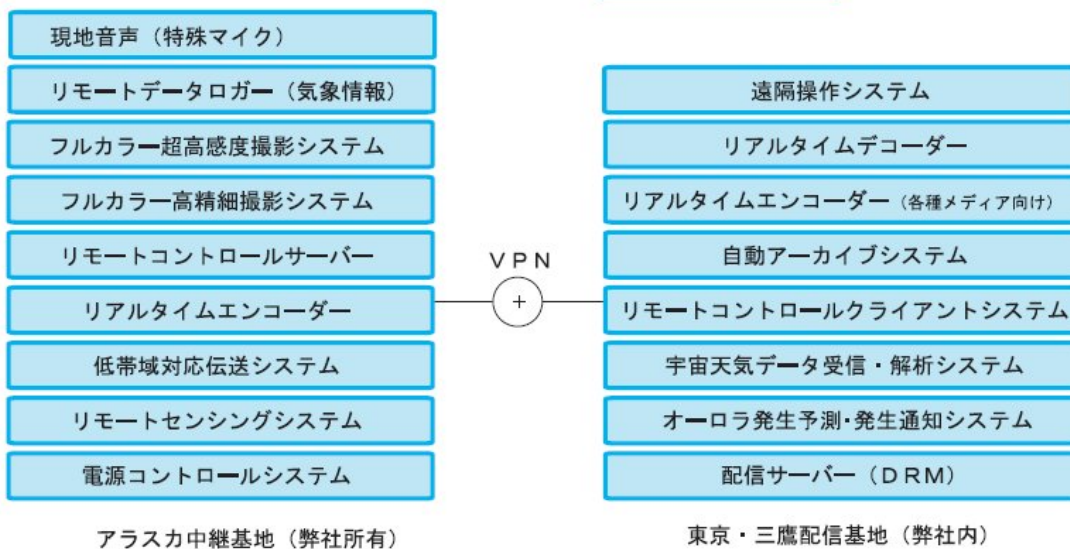 現地音声（特殊マイク）
リモートデータロガー（気象情報）
フルカラー超高感度撮影システム
フルカラー高精細撮影システム
リモートコントロールサーバー
リアルタイムエンコーダー
低帯域対応伝送システム
リモートセンシングシステム
電源コントロールシステム
アラスカ中継基地（弊社所有）
VPN
+
遠隔操作システム
リアルタイムデコーダー
リアルタイムエンコーダー（各種メディア向け）
自動アーカイブシステム
リモートコントロールクライアントシステム
宇宙天気データ受信・解析システム
オーロラ発生予測・発生通知システム
配信サーバー（DRM）
東京・三鷹配信基地（弊社内）